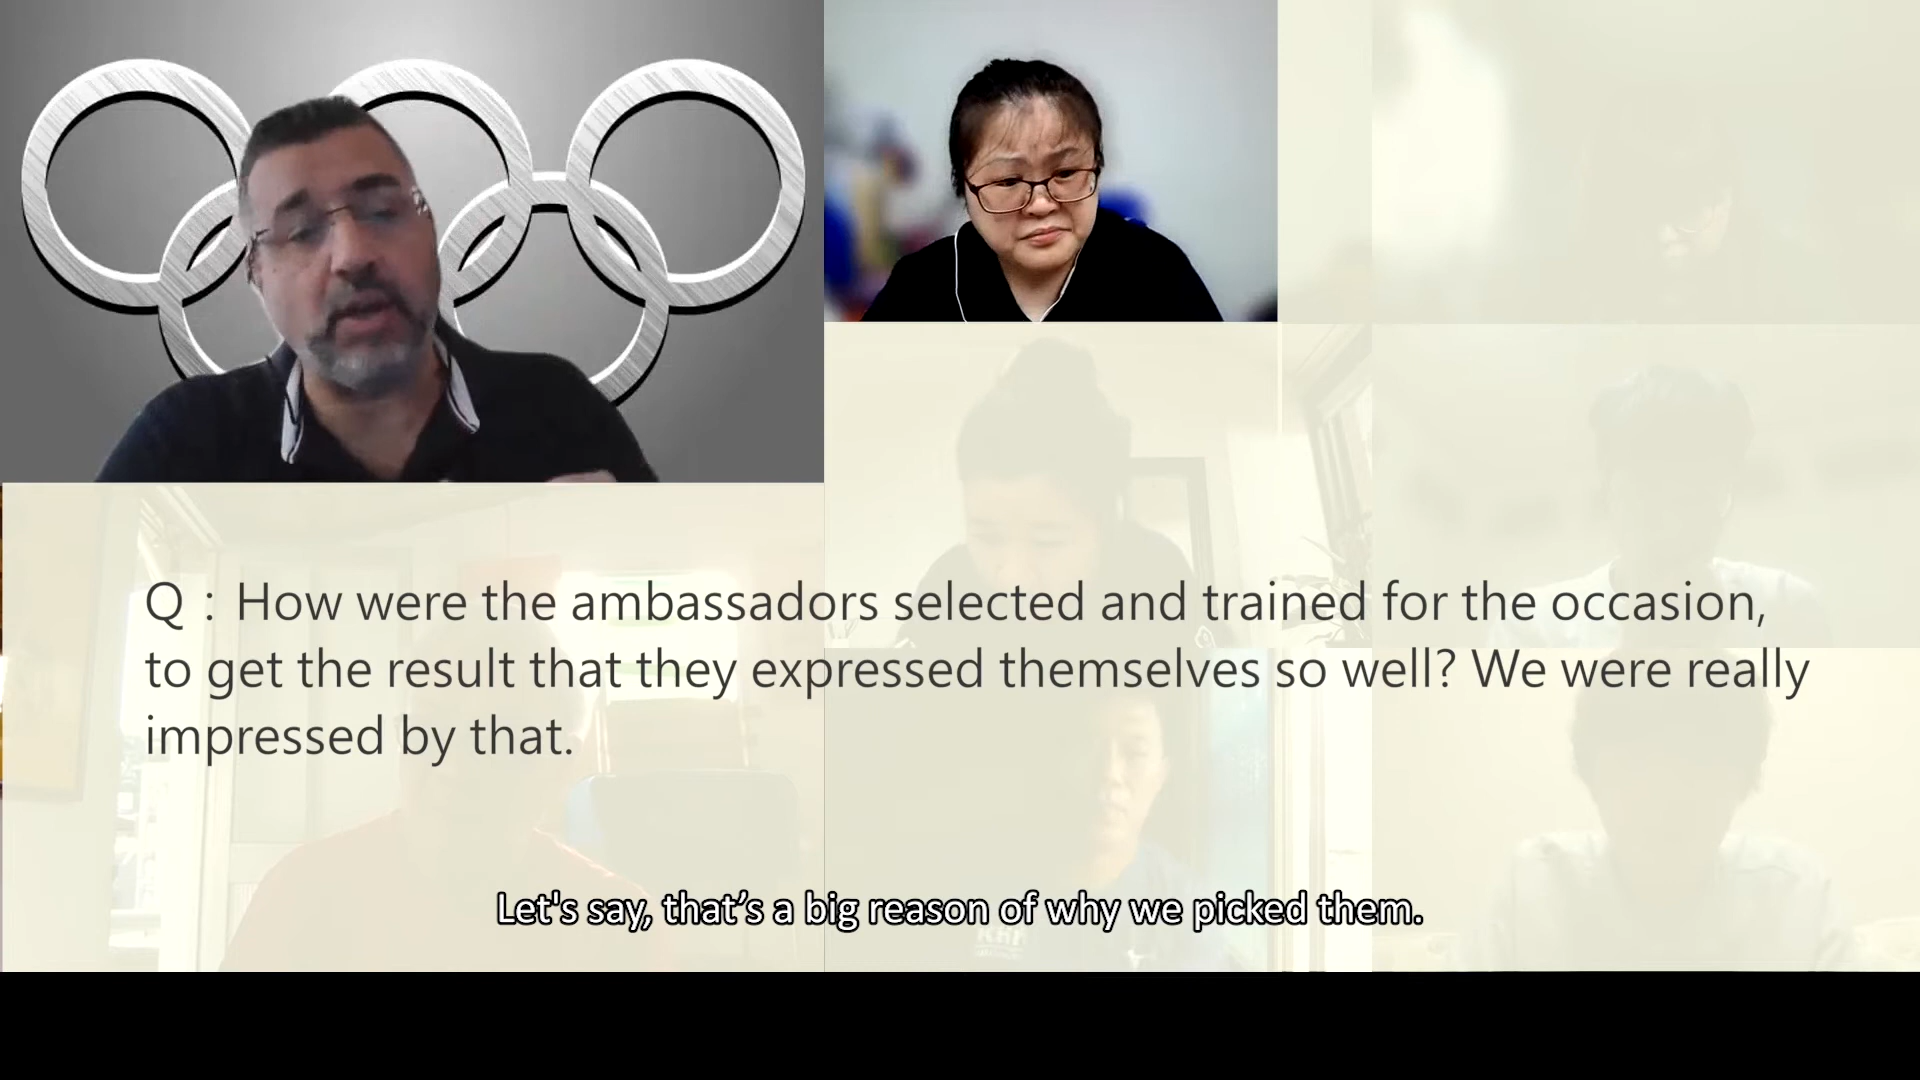 Q : How were the ambassadors selected and trained for the occasion,
to get the result that they expressed themselves so well? We were really
impressed by that.
Let's say, that’s a big reason of why we picked them.